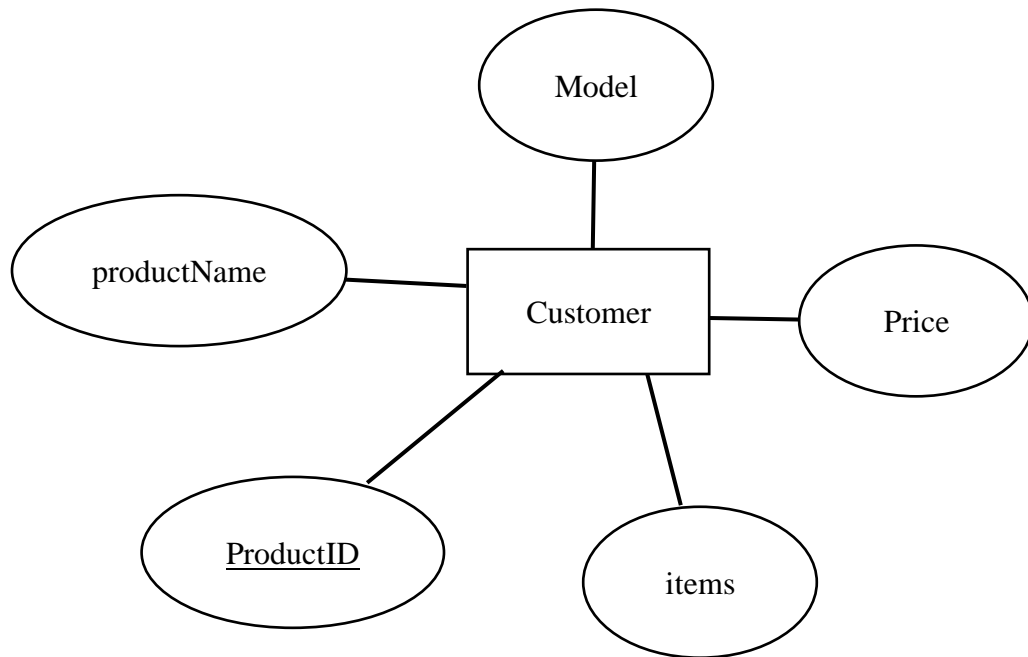 Model
productName
Customer
Price
ProductID
items